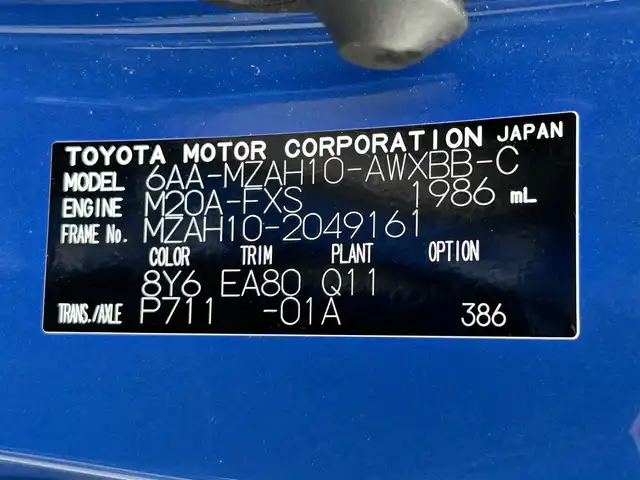 TOYOTA MOTOR CORPORATION JAPAN
MODEL 6AA-MZAH10-AWXBB-C
ENGINE M20A-FXS 1986 mL
FRAME No. MZAH10-2049161
COLOR TRIM PLANT OPTION
8Y6 EA80 Q11
TRANS./AXLE P711 -01A 386